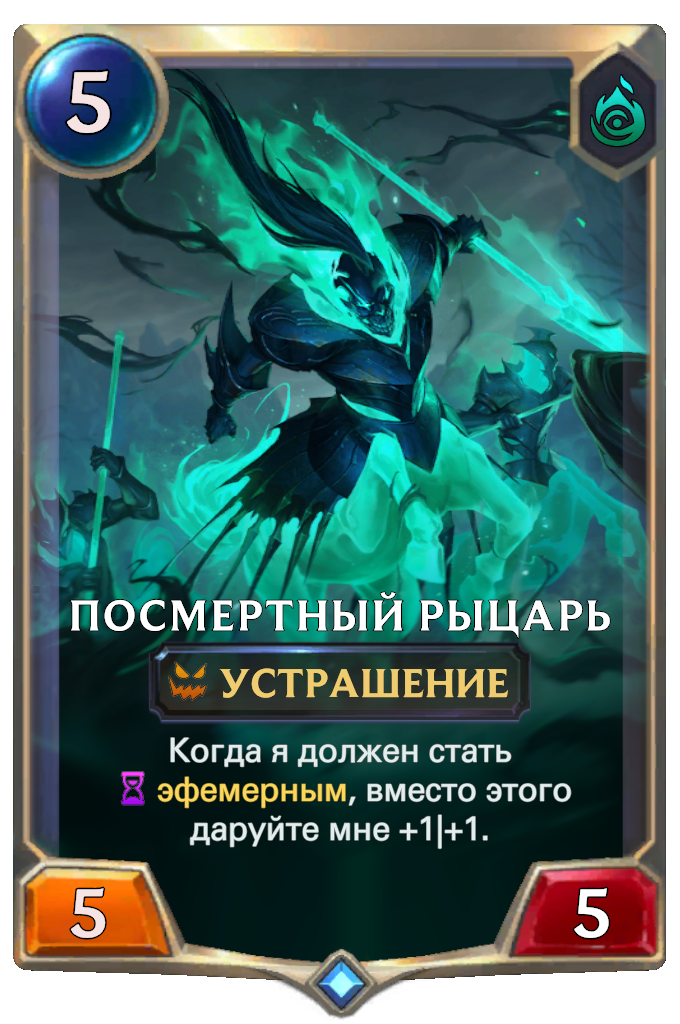 5
ПОСМЕРТНЫЙ РЫЦАРЬ
УСТРАШЕНИЕ
Когда я должен стать
эфемерным, вместо этого
даруйте мне +1|+1.
5
5